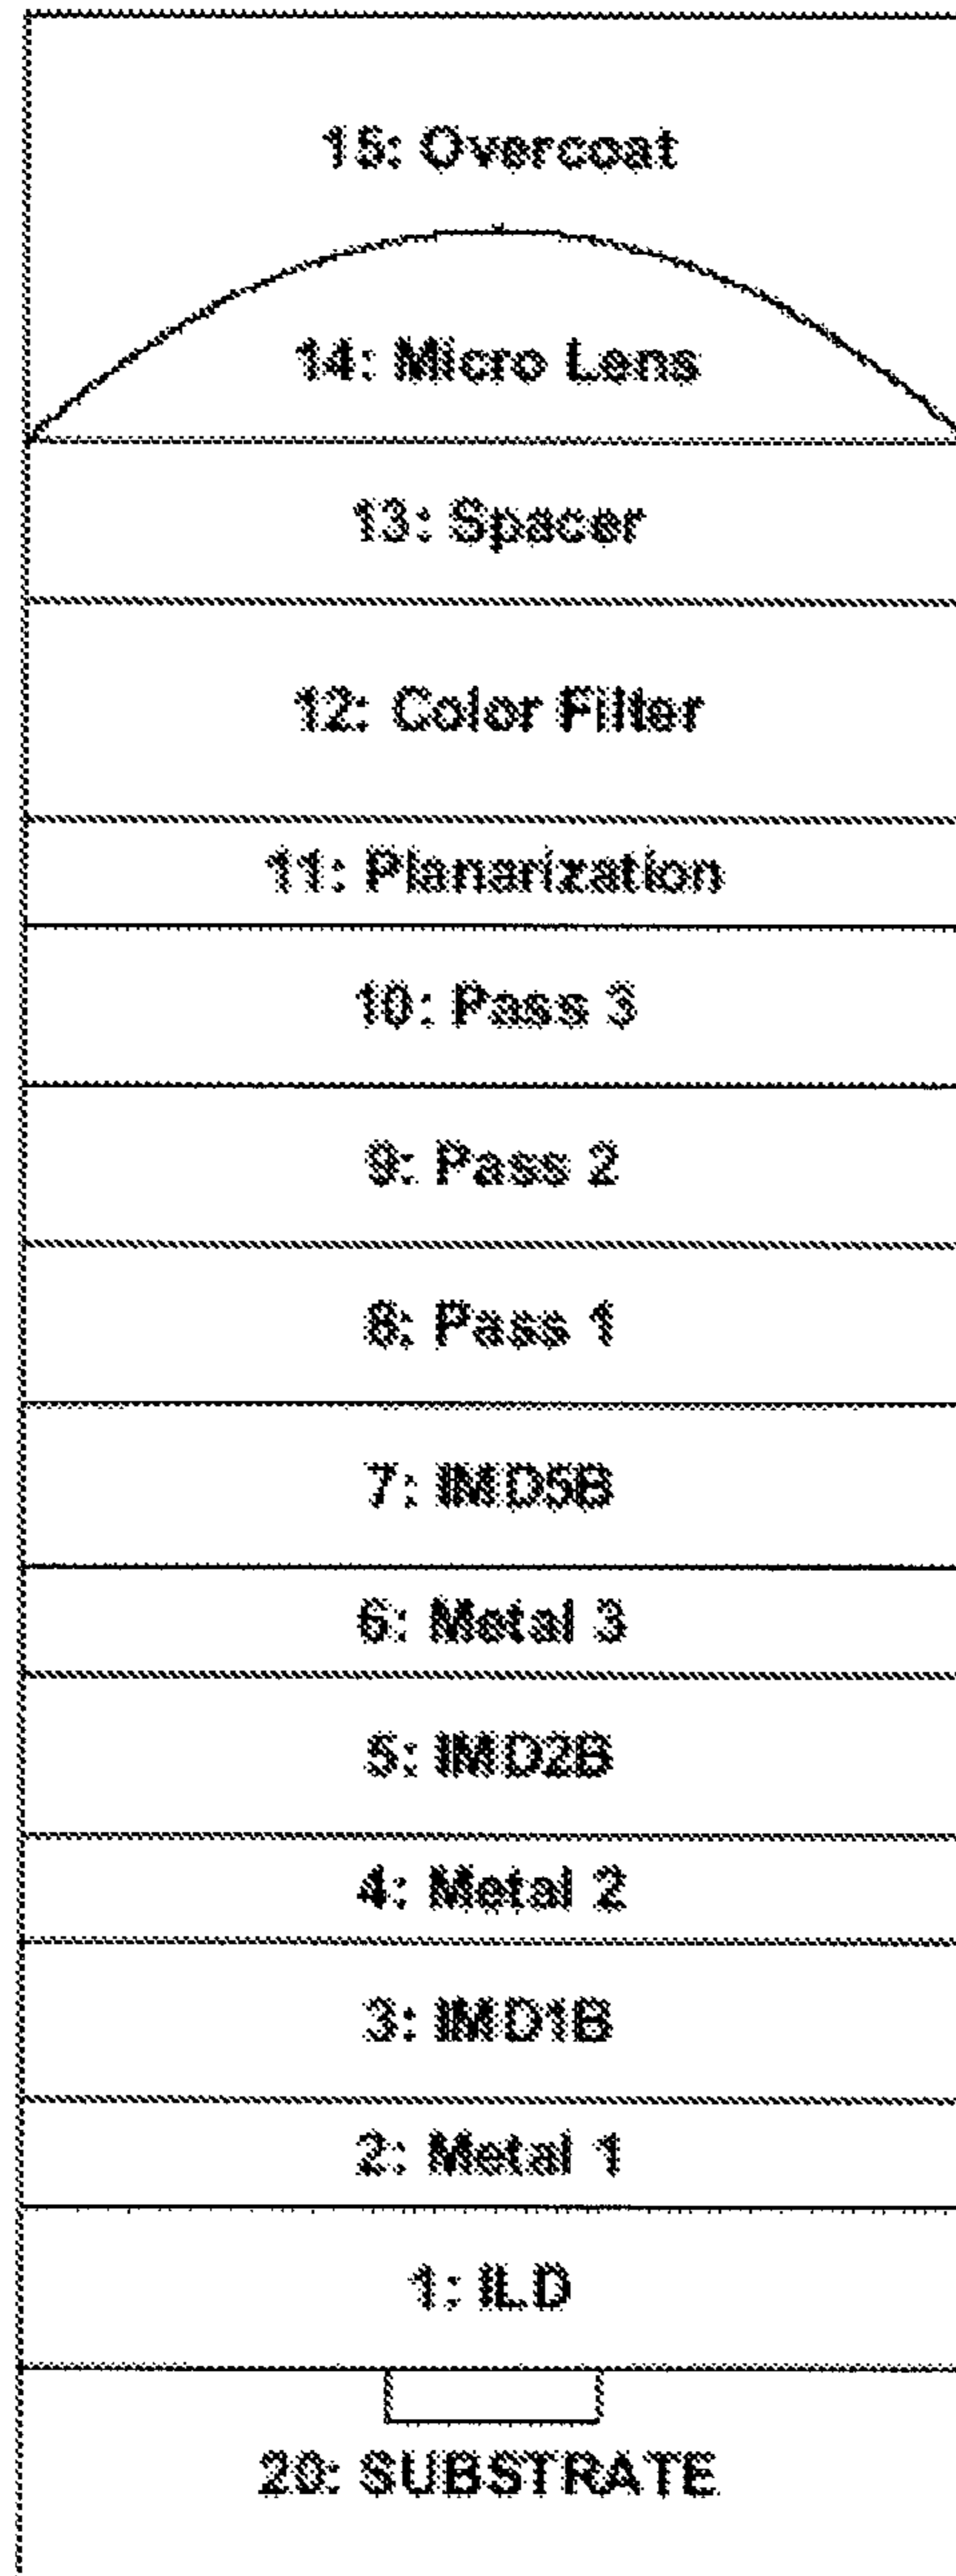 15: Overcoat
14: Micro Lens
13: Spacer
12: Color Filter
11: Planarization
10: Pass 3
9: Pass 2
8: Pass 1
7: IMD5B
6: Metal 3
5: IMD2B
4: Metal 2
3: IMD1B
2: Metal 1
1: ILD
20: SUBSTRATE